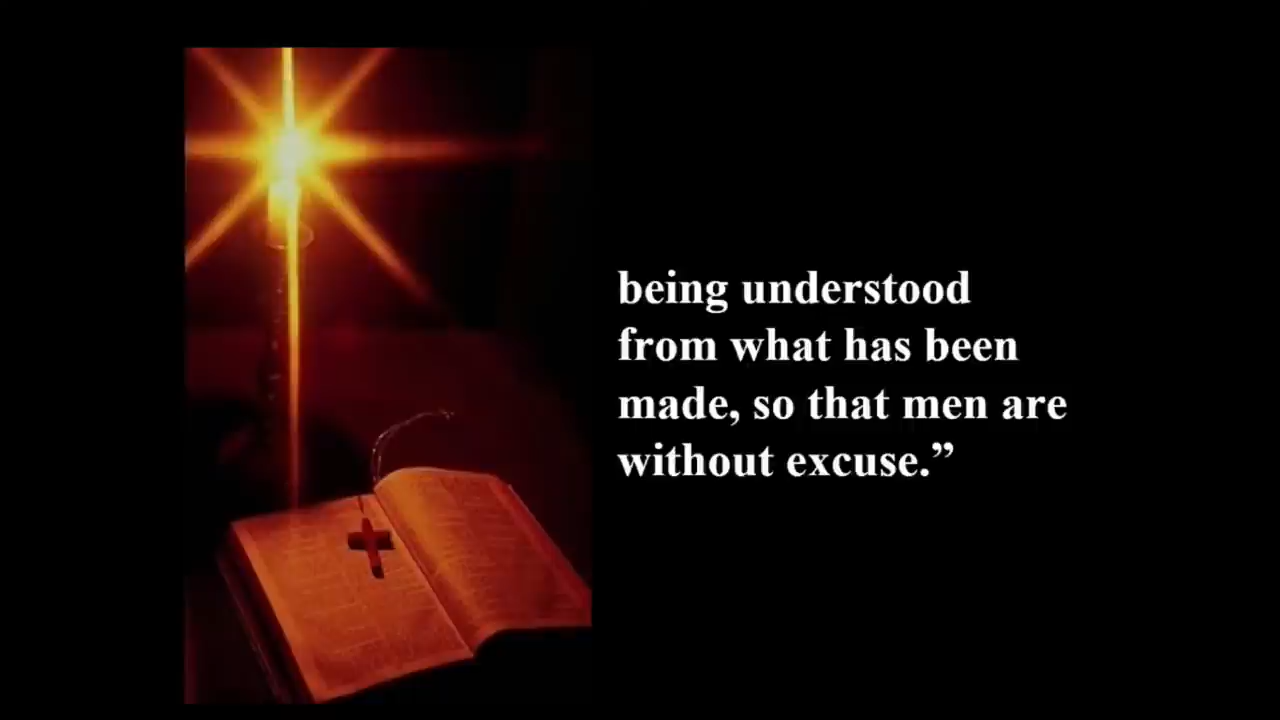 being understood
from what has been
made, so that men are
without excuse.”